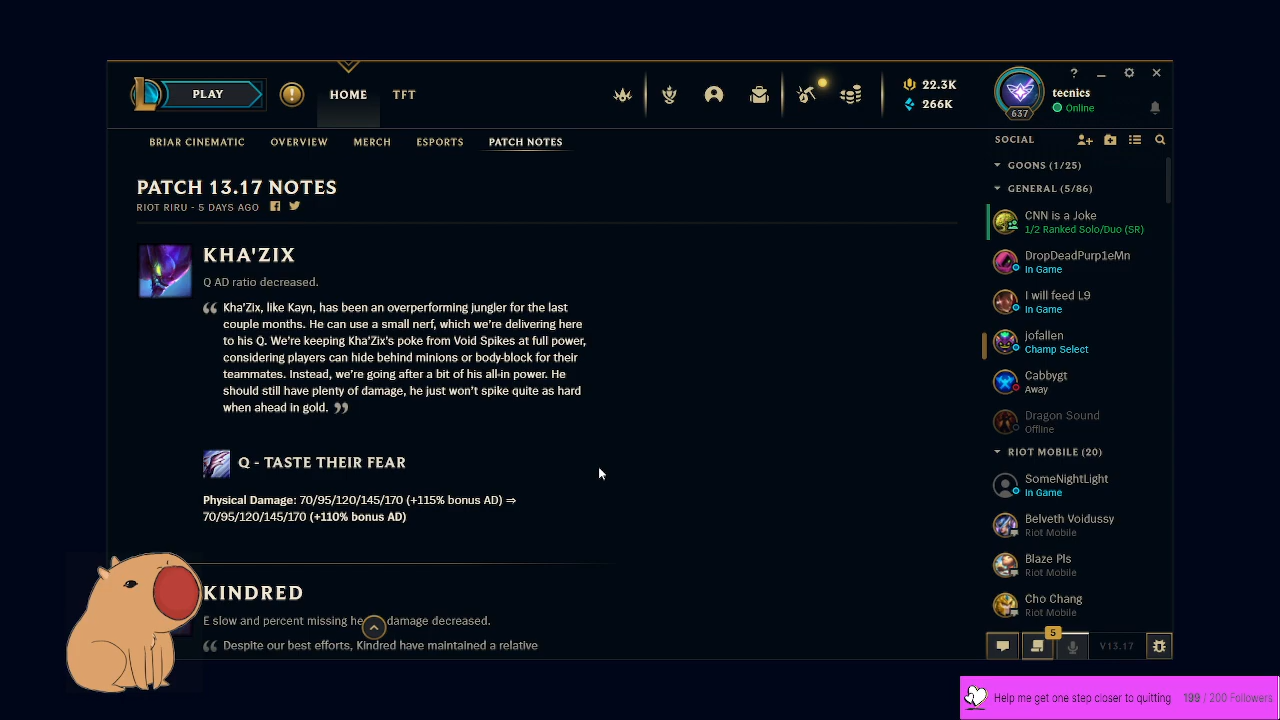 PLAY
HOME
TFT
22.3K
266K
637
tecnics
Online
BRIAR CINEMATIC
OVERVIEW
MERCH
ESPORTS
PATCH NOTES
PATCH 13.17 NOTES
RIOT RIRU - 5 DAYS AGO
KHA'ZIX
Q AD ratio decreased.
Kha'Zix, like Kayn, has been an overperforming jungler for the last
couple months. He can use a small nerf, which we're delivering here
to his Q. We're keeping Kha'Zix's poke from Void Spikes at full power,
considering players can hide behind minions or body-block for their
teammates. Instead, we're going after a bit of his all-in power. He
should still have plenty of damage, he just won't spike quite as hard
when ahead in gold.
Q - TASTE THEIR FEAR
Physical Damage: 70/95/120/145/170 (+115% bonus AD) ⇒
70/95/120/145/170 (+110% bonus AD)
KINDRED
E slow and percent missing he damage decreased.
Despite our best efforts, Kindred have maintained a relative
SOCIAL
GOONS (1/25)
GENERAL (5/86)
CNN is a Joke
1/2 Ranked Solo/Duo (SR)
DropDeadPurp1eMn
In Game
I will feed L9
In Game
jofallen
Champ Select
Cabbygt
Away
Dragon Sound
Offline
RIOT MOBILE (20)
SomeNightLight
In Game
Belveth Voidussy
Riot Mobile
Blaze Pls
Riot Mobile
Cho Chang
Riot Mobile
5
V13.17
Help me get one step closer to quitting 199 / 200 Followers